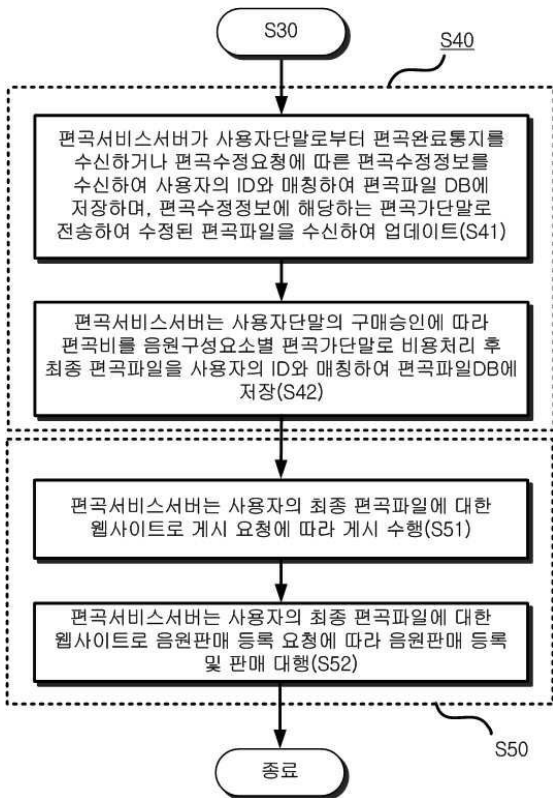 S30
S40
편곡서비스서버가 사용자단말로부터 편곡완료통지를
수신하거나 편곡수정요청에 따른 편곡수정정보를
수신하여 사용자의 ID와 매칭하여 편곡파일 DB에
저장하며, 편곡수정정보에 해당하는 편곡가단말로
전송하여 수정된 편곡파일을 수신하여 업데이트(S41)
편곡서비스서버는 사용자단말의 구매승인에 따라
편곡비를 음원구성요소별 편곡가단말로 비용처리 후
최종 편곡파일을 사용자의 ID와 매칭하여 편곡파일DB에
저장(S42)
편곡서비스서버는 사용자의 최종 편곡파일에 대한
웹사이트로 게시 요청에 따라 게시 수행(S51)
편곡서비스서버는 사용자의 최종 편곡파일에 대한
웹사이트로 음원판매 등록 요청에 따라 음원판매 등록
및 판매 대행(S52)
S50
종료